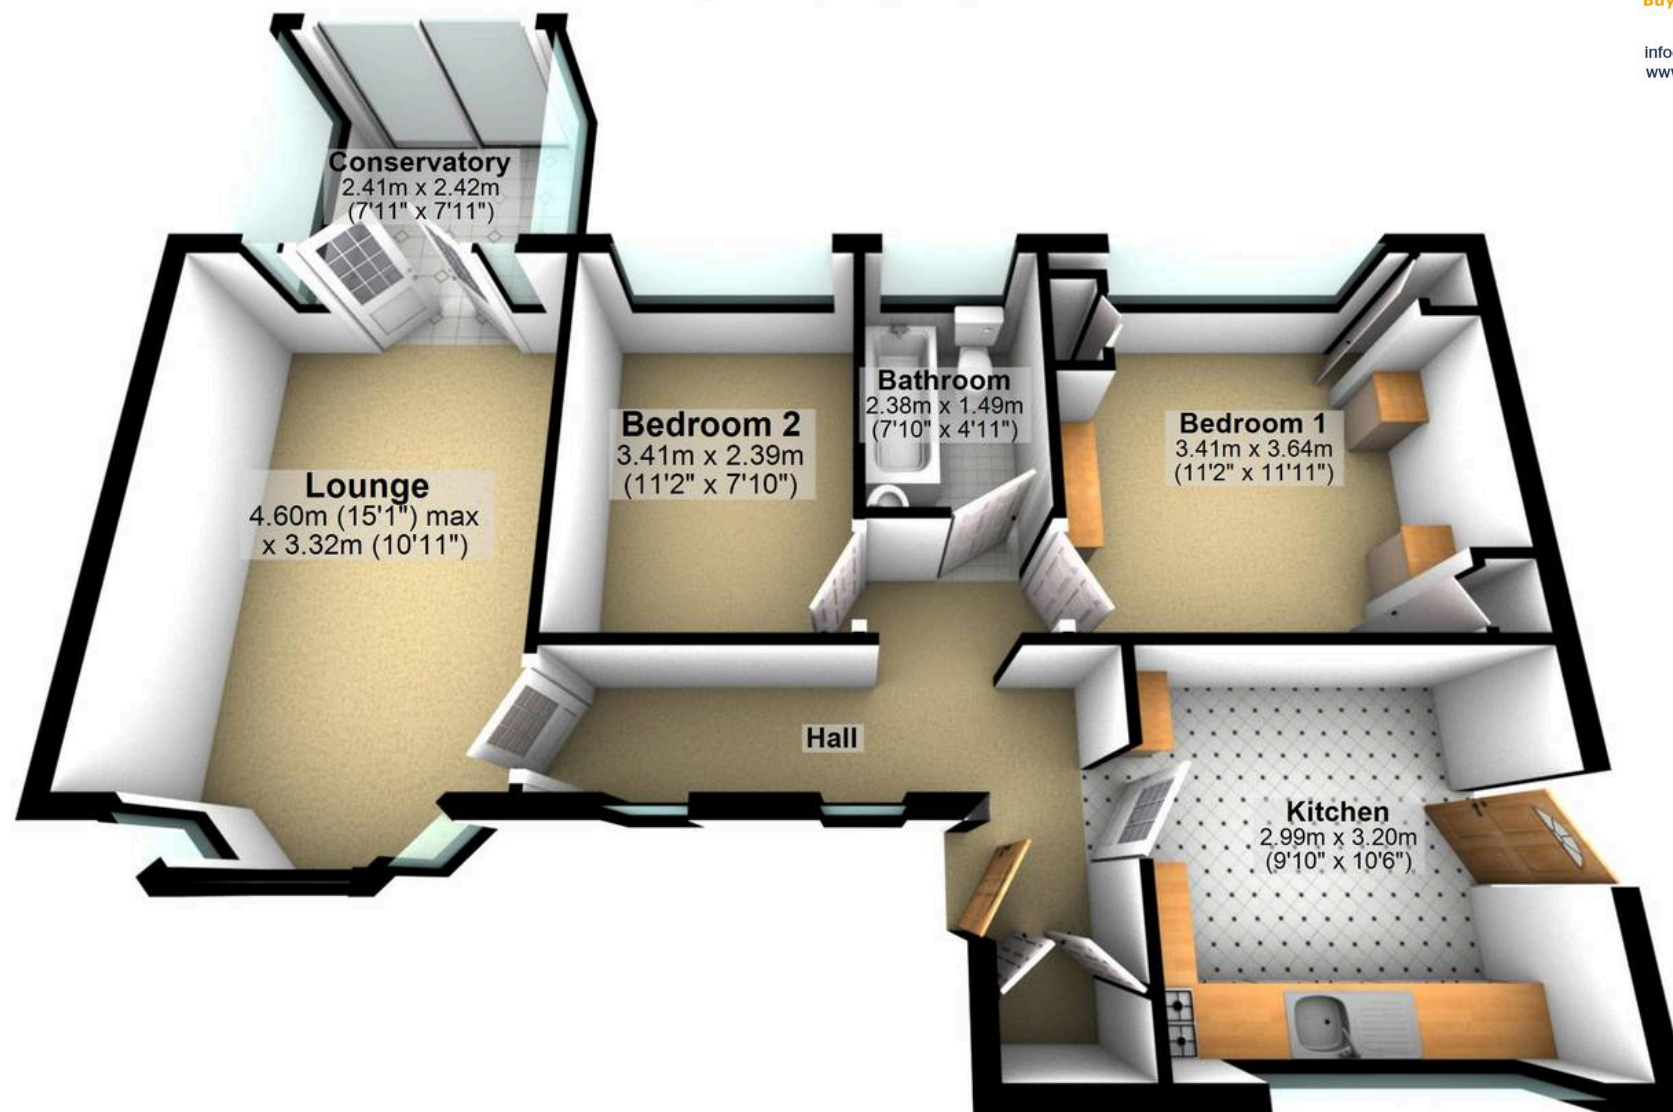 Buy
info
www
Conservatory
2.41m x 2.42m
(7'11" x 7'11")
Bathroom
2.38m x 1.49m
(7'10" x 4'11")
Bedroom 2
3.41m x 2.39m
(11'2" x 7'10")
Bedroom 1
3.41m x 3.64m
(11'2" x 11'11")
Lounge
4.60m (15'1") max
x 3.32m (10'11")
Hall
Kitchen
2.99m x 3.20m
(9'10" x 10'6")